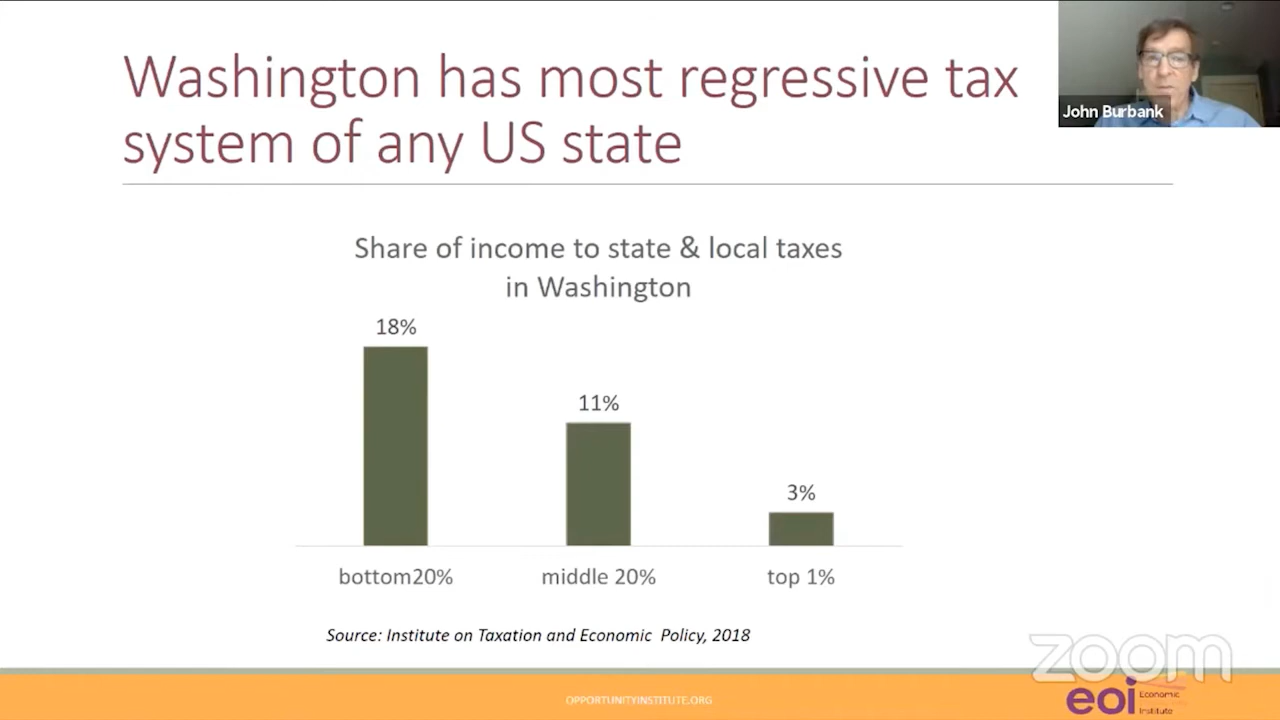 Washington has most regressive tax
system of any US state
John Burbank
Share of income to state & local taxes
in Washington
18%
11%
3%
bottom20%
middle 20%
top 1%
Source: Institute on Taxation and Economic Policy, 2018
zoom
OPPORTUNITYINSTITUTE.ORG
eoi
Economic
Institute